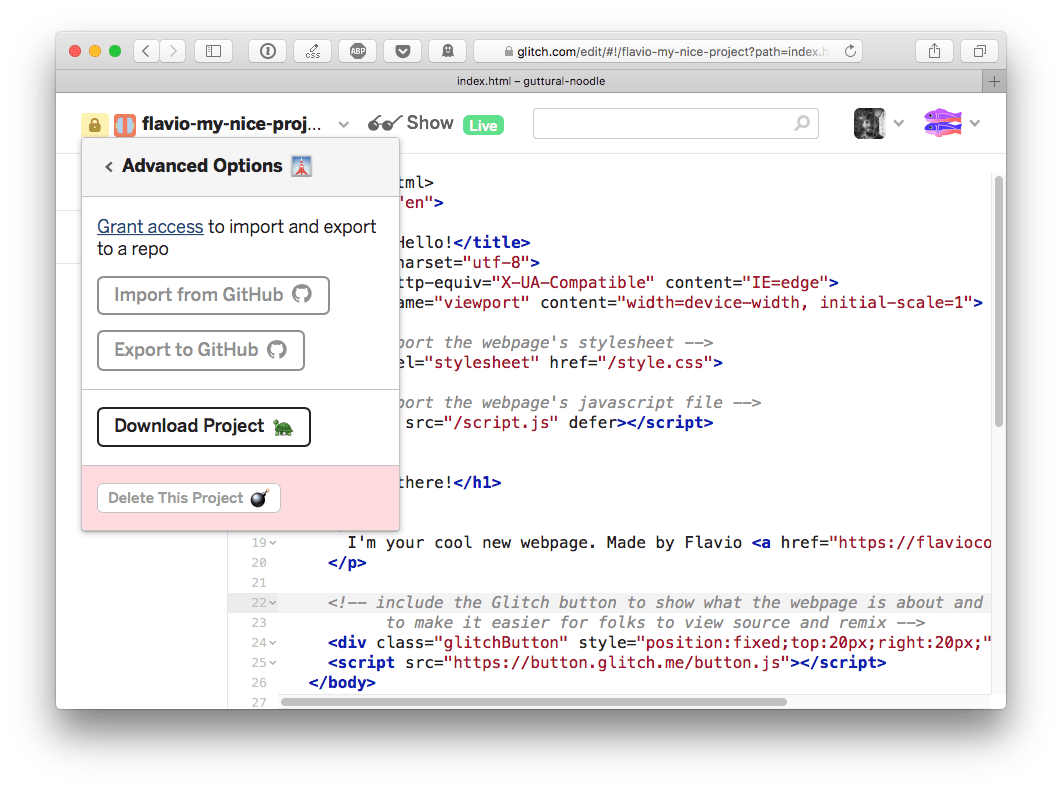 glitch.com/edit/#!/flavio-my-nice-project?path=index.h
css
ABP
index.html – guttural-noodle
flavio-my-nice-proj...
Show
Live
Advanced Options
Grant access to import and export
to a repo
Import from GitHub
Export to GitHub
Download Project
Delete This Project
tml>
"en">
Hello!</title>
harset="utf-8">
ttp-equiv="X-UA-Compatible" content="IE=edge">
ame="viewport" content="width=device-width, initial-scale=1">
port the webpage's stylesheet -->
el="stylesheet" href="/style.css">
port the webpage's javascript file -->
src="/script.js" defer></script>
there!</h1>
19 I'm your cool new webpage. Made by Flavio <a href="https://flavioco
20 </p>
21
22 <!-- include the Glitch button to show what the webpage is about and
23 to make it easier for folks to view source and remix -->
24 <div class="glitchButton" style="position:fixed;top:20px;right:20px;"
25 <script src="https://button.glitch.me/button.js"></script>
26 </body>
27